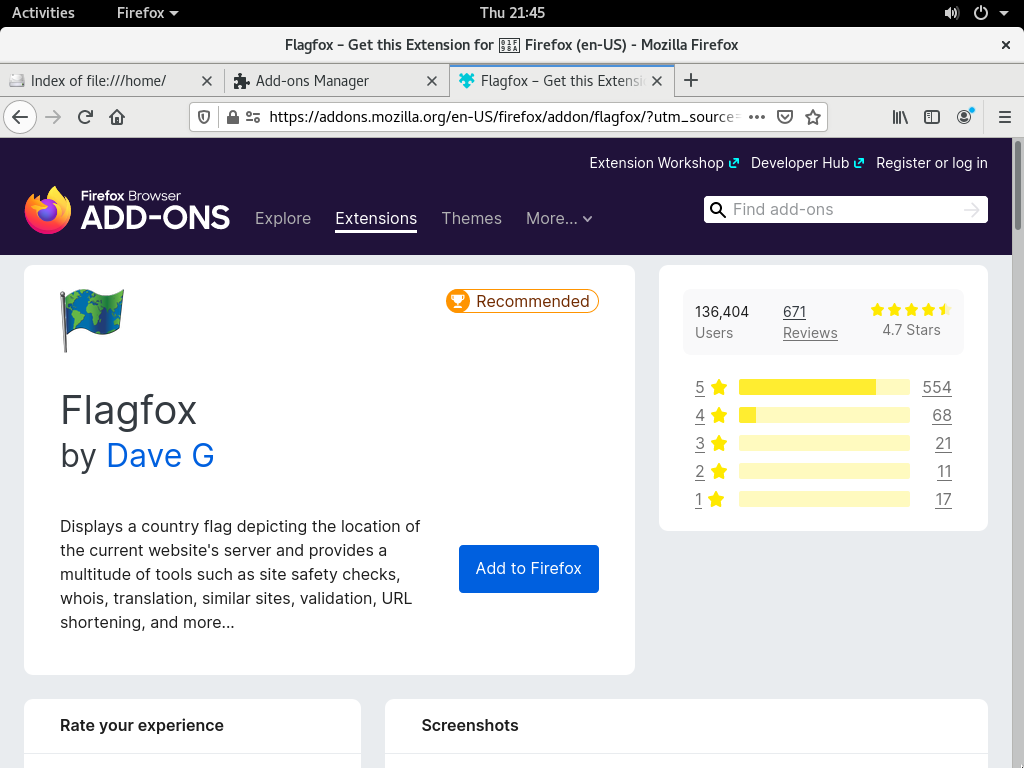 Activities Firefox Thu 21:45
Flagfox – Get this Extension for 01F98A Firefox (en-US) - Mozilla Firefox
Index of file:///home/ Add-ons Manager Flagfox – Get this Extensi
https://addons.mozilla.org/en-US/firefox/addon/flagfox/?utm_source=
Extension Workshop Developer Hub Register or log in
Firefox Browser
ADD-ONS
Explore Extensions Themes More... Find add-ons
Recommended
Flagfox
by Dave G
Displays a country flag depicting the location of
the current website's server and provides a
multitude of tools such as site safety checks,
whois, translation, similar sites, validation, URL
shortening, and more...
Add to Firefox
136,404 671
Users Reviews 4.7 Stars
5 554
4 68
3 21
2 11
1 17
Rate your experience
Screenshots